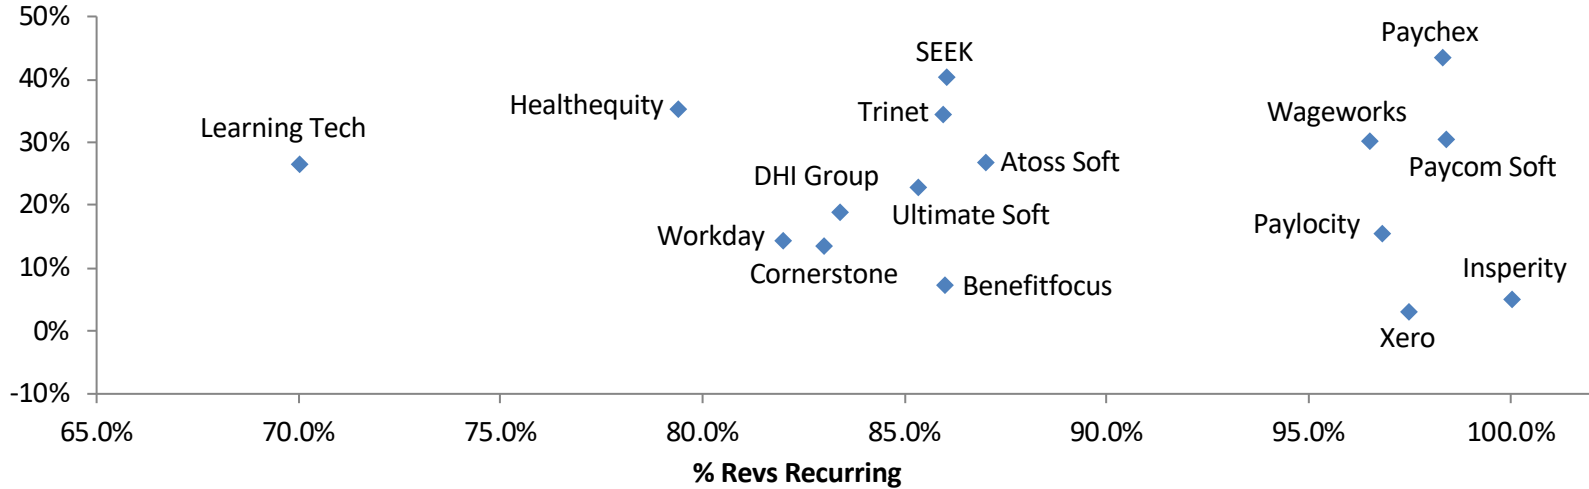 50%
Paychex
SEEK
40%
Healthequity
Trinet
Wageworks
Learning Tech
30%
DHI Group
Atoss Soft
Paycom Soft
20%
Ultimate Soft
Workday
Paylocity
Cornerstone
10%
Benefitfocus
Insperity
0%
Xero
-10%
65.0% 70.0% 75.0% 80.0% 85.0% 90.0% 95.0% 100.0%
% Revs Recurring